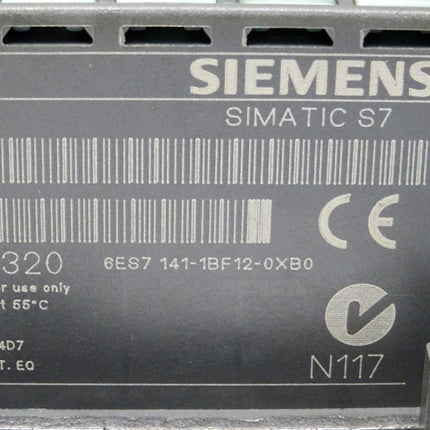 SIEMENS
SIMATIC S7
CE
320 6ES7 141-1BF12-0XB0
r use only
t 55°C
4D7
T. EQ
N117